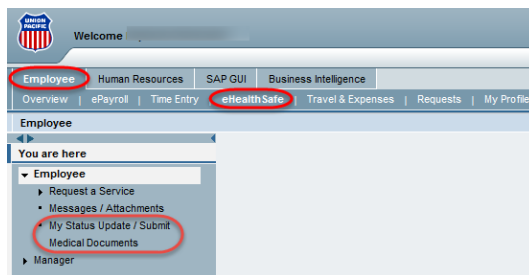 UNION
PACIFIC
Welcome
Employee Human Resources SAP GUI Business Intelligence
Overview | ePayroll | Time Entry eHealthSafe | Travel & Expenses | Requests | My Profile
Employee
You are here
Employee
Request a Service
Messages / Attachments
My Status Update / Submit
Medical Documents
Manager